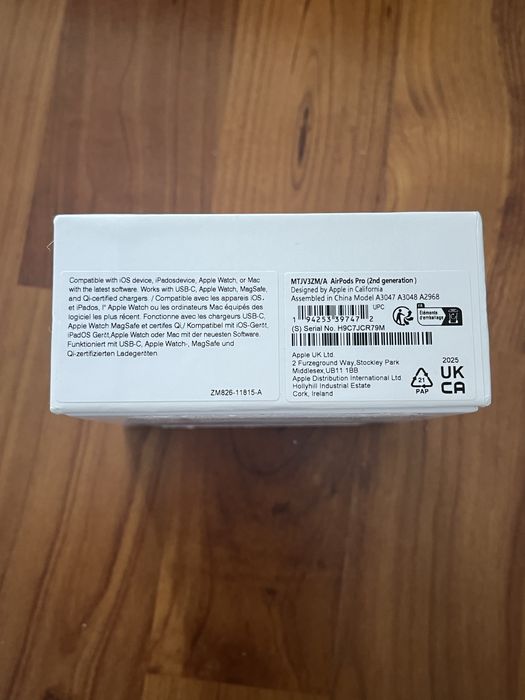 Compatible with iOS device, iPadosdevice, Apple Watch, or Mac
with the latest software. Works with USB-C, Apple Watch, MagSafe,
and Qi-certified chargers. / Compatible avec les appareils iOS,
et iPados, l' Apple Watch ou les ordinateurs Mac équipés des
logiciel les plus récent. Fonctionne avec les chargeurs USB-C,
Apple Watch MagSafe et certifes Qi./ Kompatibel mit iOS-Gerät,
iPadOS Gertt,Apple Watch oder Mac mit der neuesten Software.
Funktioniert mit USB-C, Apple Watch-, MagSafe und
Qi-zertifizierten Ladegeräten
ZM826-11815-A
MTJV3ZM/A AirPods Pro (2nd generation )
Designed by Apple in California
Assembled in China Model A3047 A3048 A2968
UPC
1 94253 39747 2
(S) Serial No. H9C7JCR79M
FR
Éléments
d'emballage
Apple UK Ltd
2 Furzeground Way,Stockley Park
Middlesex,UB11 1BB
Apple Distribution International Ltd
Hollyhill Industrial Estate
Cork, Ireland
21
PAP
2025
UK
CA